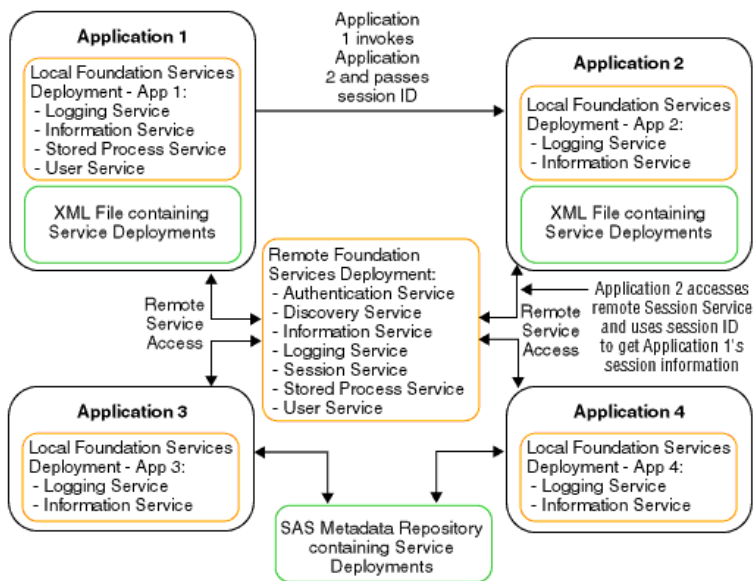 Application 1
Local Foundation Services
Deployment - App 1:
- Logging Service
- Information Service
- Stored Process Service
- User Service
XML File containing
Service Deployments
Application
1 invokes
Application
2 and passes
session ID
Application 2
Local Foundation Services
Deployment - App 2:
- Logging Service
- Information Service
XML File containing
Service Deployments
Remote
Service
Access
Remote Foundation
Services Deployment:
- Authentication Service
- Discovery Service
- Information Service
- Logging Service
- Session Service
- Stored Process Service
- User Service
Remote
Service
Access
Application 2 accesses
remote Session Service
and uses session ID
to get Application 1's
session information
Application 3
Local Foundation Services
Deployment - App 3:
- Logging Service
- Information Service
SAS Metadata Repository
containing Service
Deployments
Application 4
Local Foundation Services
Deployment - App 4:
- Logging Service
- Information Service